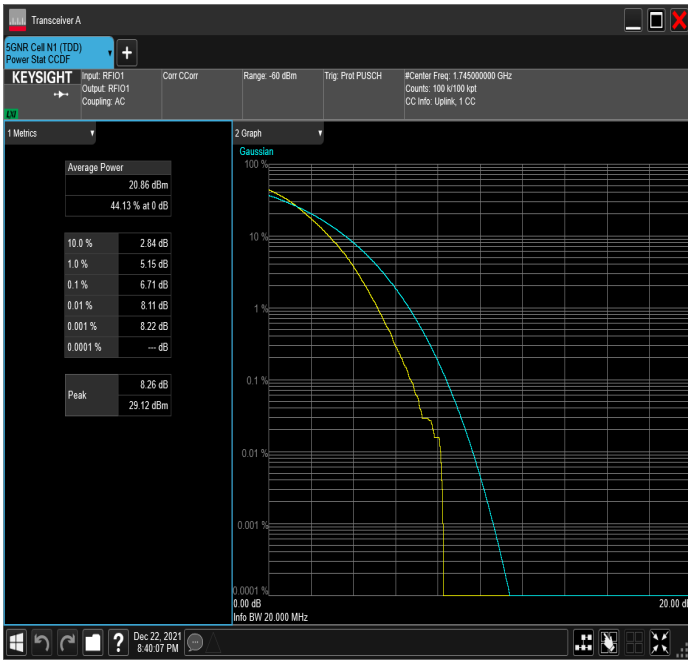 Transceiver A
5GNR Cell N1 (TDD)
Power Stat CCDF
KEYSIGHT
Input: RFIO1
Output: RFIO1
Coupling: AC
Corr CCorr
Range: -60 dBm
Trig: Prot PUSCH
#Center Freq: 1.745000000 GHz
Counts: 100 k/100 kpt
CC Info: Uplink, 1 CC
LXI
1 Metrics
Average Power
20.86 dBm
44.13 % at 0 dB
10.0 % 2.84 dB
1.0 % 5.15 dB
0.1 % 6.71 dB
0.01 % 8.11 dB
0.001 % 8.22 dB
0.0001 % --- dB
Peak
8.26 dB
29.12 dBm
2 Graph
Gaussian
100 %
10 %
1 %
0.1 %
0.01 %
0.001 %
0.0001 %
0.00 dB
20.00 dB
Info BW 20.000 MHz
?
Dec 22, 2021
8:40:07 PM